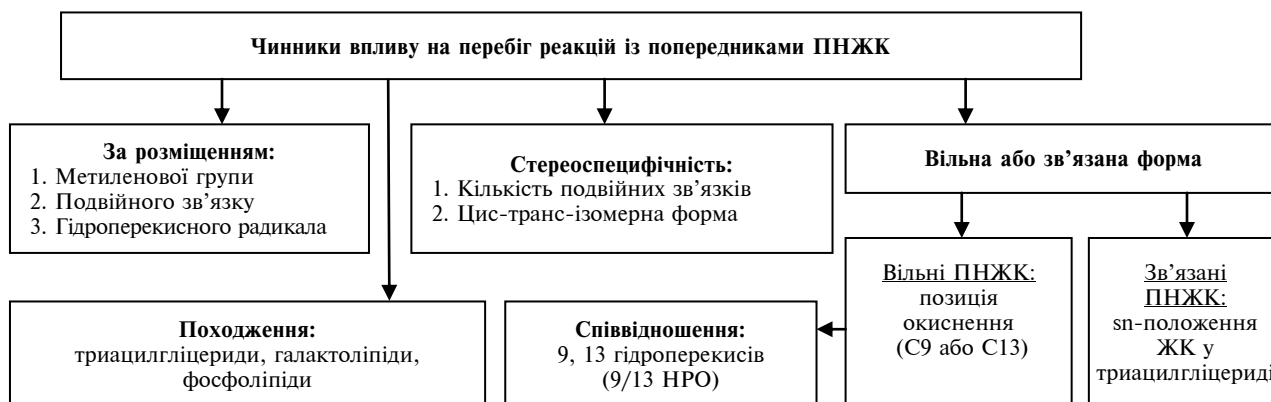 Чинники впливу на перебіг реакцій із попередниками ПНЖК
За розміщенням:
1. Метиленової групи
2. Подвійного зв’язку
3. Гідроперекисного радикала
Стереоспецифічність:
1. Кількість подвійних зв’язків
2. Цис-транс-ізомерна форма
Вільна або зв’язана форма
Походження:
триацилгліцериди, галактоліпіди,
фосфоліпіди
Співвідношення:
9, 13 гідроперекисів
(9/13 НРО)
Вільні ПНЖК:
позиція
окиснення
(С9 або С13)
Зв’язані
ПНЖК:
sn-положення
ЖК у
триацилгліцериді